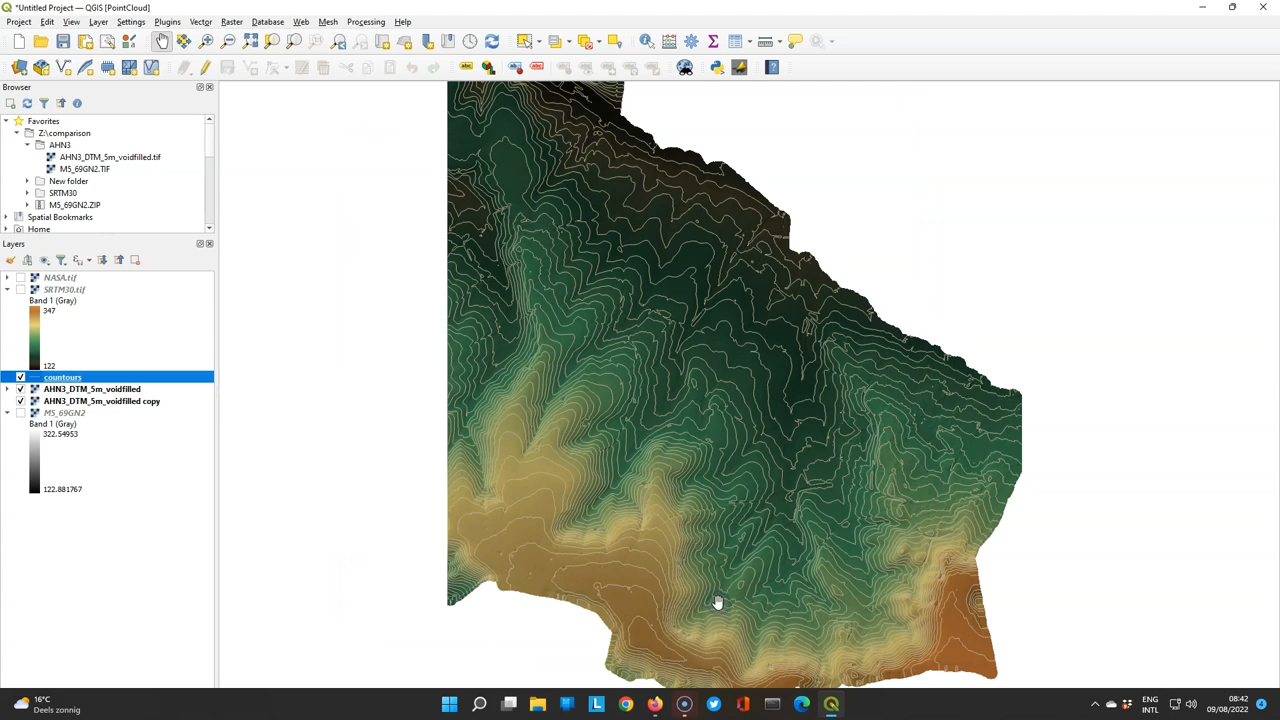 *Untitled Project — QGIS [PointCloud]
Project Edit View Layer Settings Plugins Vector Raster Database Web Mesh Processing Help
Browser
Favorites
Z:\comparison
AHN3
AHN3_DTM_5m_voidfilled.tif
M5_69GN2.TIF
New folder
SRTM30
M5_69GN2.ZIP
Spatial Bookmarks
Home
Layers
NASA.tif
SRTM30.tif
Band 1 (Gray)
347
122
countours
AHN3_DTM_5m_voidfilled
AHN3_DTM_5m_voidfilled copy
M5_69GN2
Band 1 (Gray)
322.54953
122.881767
16°C
Deels zonnig
ENG
INTL
08:42
09/08/2022